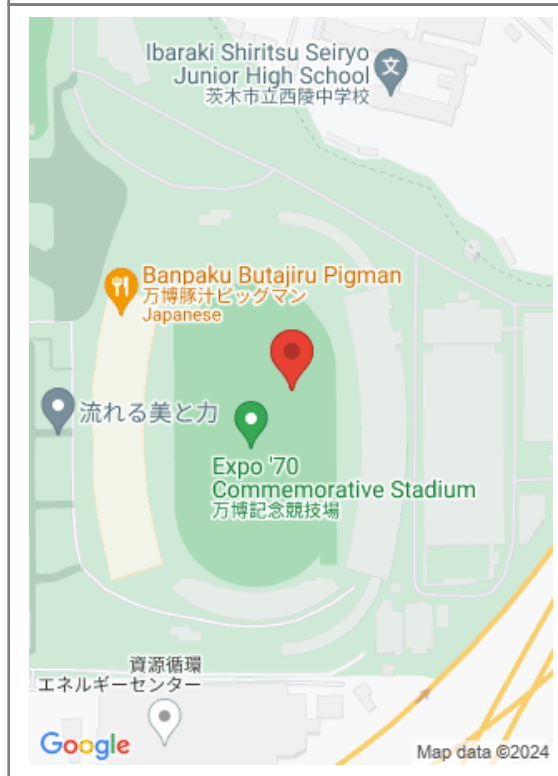 Ibaraki Shiritsu Seiryo
Junior High School
茨木市立西陵中学校
文
Banpaku Butajiru Pigman
万博豚汁ピッグマン
Japanese
流れる美と力
Expo '70
Commemorative Stadium
万博記念競技場
資源循環
エネルギーセンター
Google
Map data ©2024